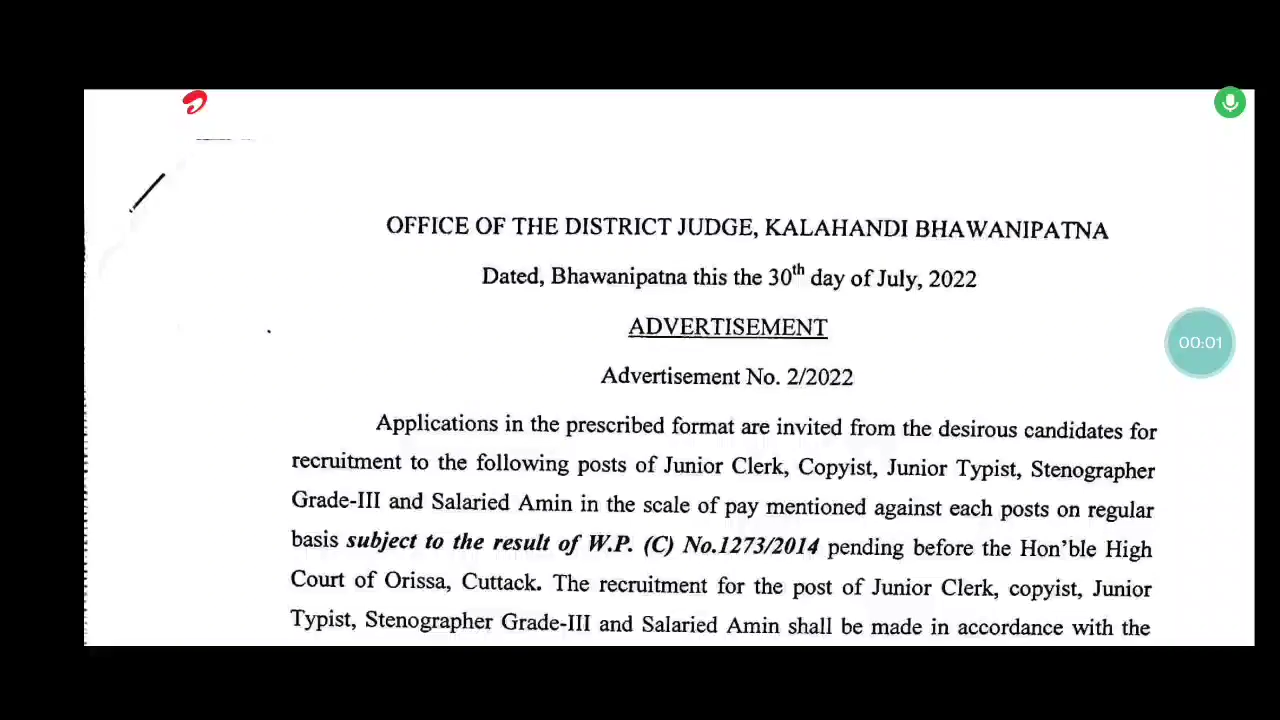 OFFICE OF THE DISTRICT JUDGE, KALAHANDI BHAWANIPATNA
Dated, Bhawanipatna this the 30th day of July, 2022
ADVERTISEMENT
Advertisement No. 2/2022
00:01
Applications in the prescribed format are invited from the desirous candidates for
recruitment to the following posts of Junior Clerk, Copyist, Junior Typist, Stenographer
Grade-III and Salaried Amin in the scale of pay mentioned against each posts on regular
basis subject to the result of W.P. (C) No.1273/2014 pending before the Hon'ble High
Court of Orissa, Cuttack. The recruitment for the post of Junior Clerk, copyist, Junior
Typist, Stenographer Grade-III and Salaried Amin shall be made in accordance with the